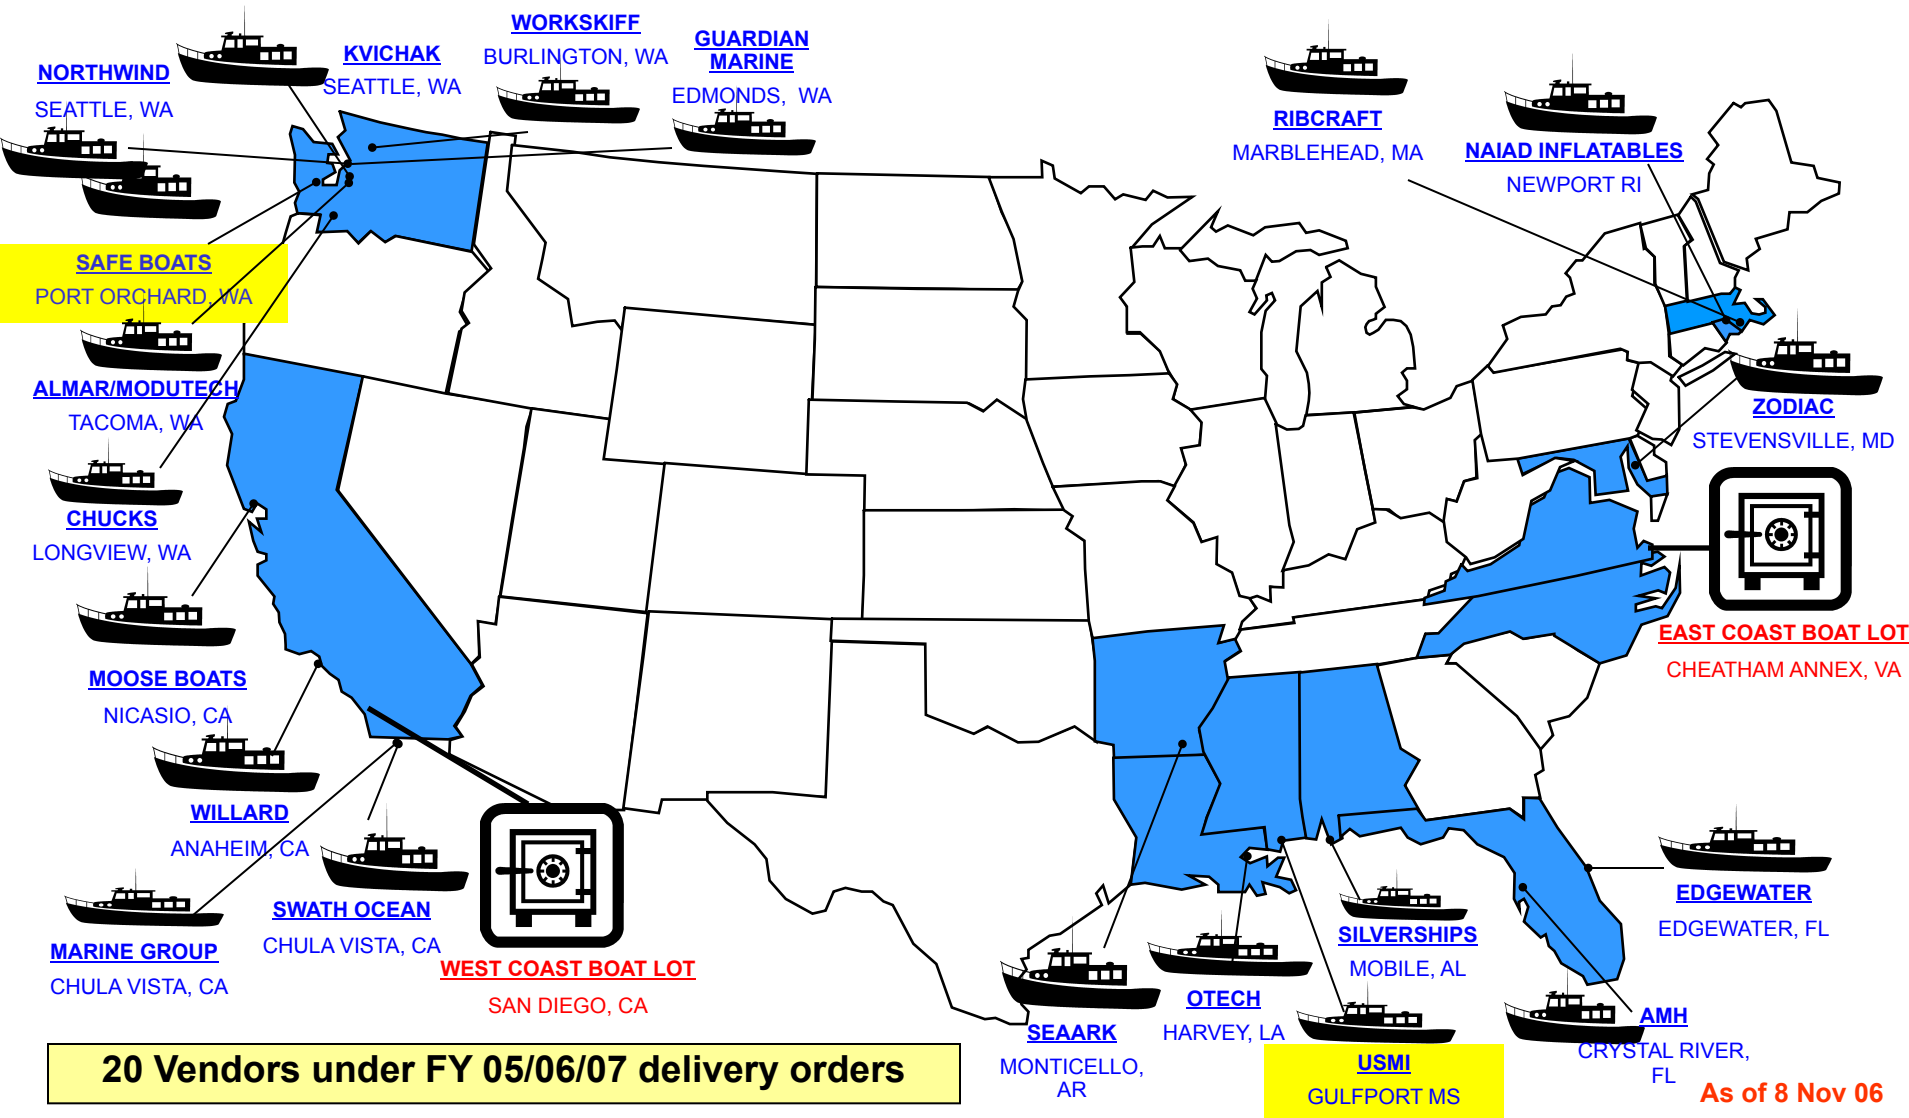 WORKSKIFF
BURLINGTON, WA
GUARDIAN
MARINE
EDMONDS, WA
KVICHAK
SEATTLE, WA
NORTHWIND
SEATTLE, WA
RIBCRAFT
MARBLEHEAD, MA
NAIAD INFLATABLES
NEWPORT RI
SAFE BOATS
PORT ORCHARD, WA
ALMAR/MODUTECH
TACOMA, WA
ZODIAC
STEVENSVILLE, MD
CHUCKS
LONGVIEW, WA
EAST COAST BOAT LOT
CHEATHAM ANNEX, VA
MOOSE BOATS
NICASIO, CA
WILLARD
ANAHEIM, CA
SWATH OCEAN
CHULA VISTA, CA
MARINE GROUP
CHULA VISTA, CA
WEST COAST BOAT LOT
SAN DIEGO, CA
EDGEWATER
EDGEWATER, FL
SILVERSHIPS
MOBILE, AL
OTECH
HARVEY, LA
SEAARK
MONTICELLO,
AR
USMI
GULFPORT MS
AMH
CRYSTAL RIVER,
FL
20 Vendors under FY 05/06/07 delivery orders
As of 8 Nov 06